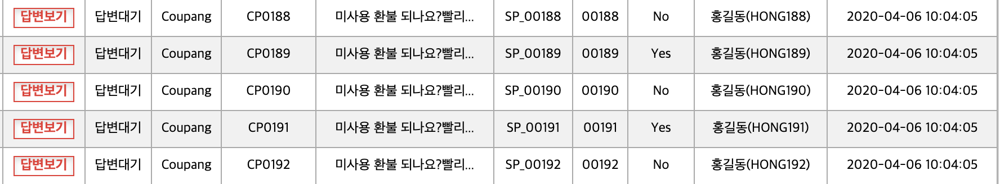 답변보기 답변대기 Coupang CP0188 미사용 환불 되나요?빨리... SP_00188 00188 No 홍길동(HONG188) 2020-04-06 10:04:05
답변보기 답변대기 Coupang CP0189 미사용 환불 되나요?빨리... SP_00189 00189 Yes 홍길동(HONG189) 2020-04-06 10:04:05
답변보기 답변대기 Coupang CP0190 미사용 환불 되나요?빨리... SP_00190 00190 No 홍길동(HONG190) 2020-04-06 10:04:05
답변보기 답변대기 Coupang CP0191 미사용 환불 되나요?빨리... SP_00191 00191 Yes 홍길동(HONG191) 2020-04-06 10:04:05
답변보기 답변대기 Coupang CP0192 미사용 환불 되나요?빨리... SP_00192 00192 No 홍길동(HONG192) 2020-04-06 10:04:05